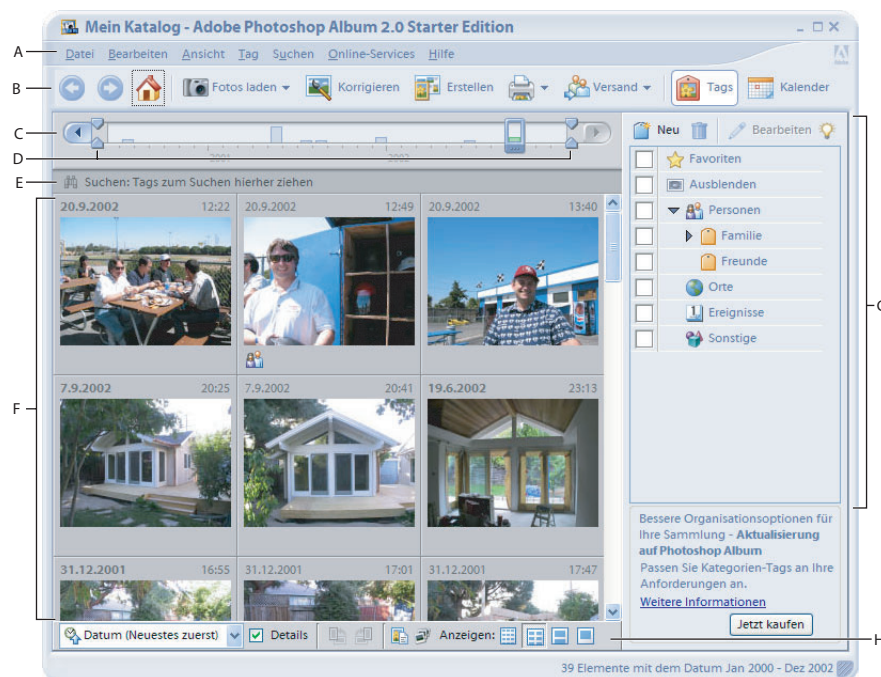 Mein Katalog - Adobe Photoshop Album 2.0 Starter Edition
A
Datei Bearbeiten Ansicht Tag Suchen Online-Services Hilfe
B
Fotos laden Korrigieren Erstellen Versand Tags Kalender
C
D
2001 2002
E
Suchen: Tags zum Suchen hierher ziehen
F
20.9.2002 12:22 20.9.2002 12:49 20.9.2002 13:40
7.9.2002 20:25 7.9.2002 20:41 19.6.2002 23:13
31.12.2001 16:55 31.12.2001 17:01 31.12.2001 17:47
Neu Bearbeiten
Favoriten
Ausblenden
Personen
Familie
Freunde
Orte
1 Ereignisse
Sonstige
G
Bessere Organisationsoptionen für
Ihre Sammlung - Aktualisierung
auf Photoshop Album
Passen Sie Kategorien-Tags an Ihre
Anforderungen an.
Weitere Informationen
Jetzt kaufen
Datum (Neuestes zuerst) Details Anzeigen:
H
39 Elemente mit dem Datum Jan 2000 - Dez 2002